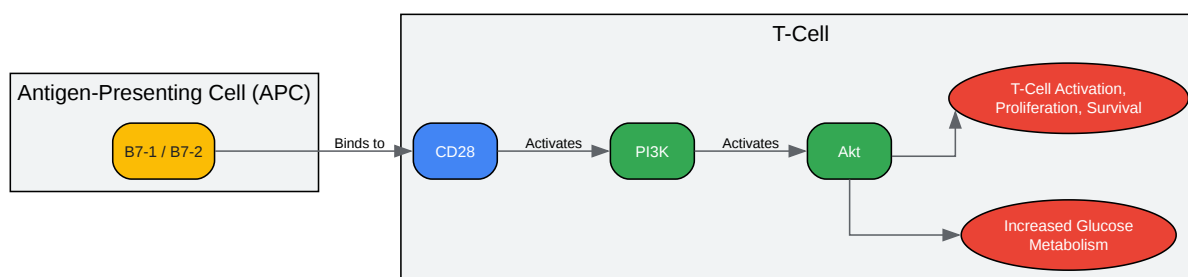 T-Cell
Antigen-Presenting Cell (APC)
B7-1 / B7-2
Binds to
CD28
Activates
PI3K
Activates
Akt
T-Cell Activation,
Proliferation, Survival
Increased Glucose
Metabolism